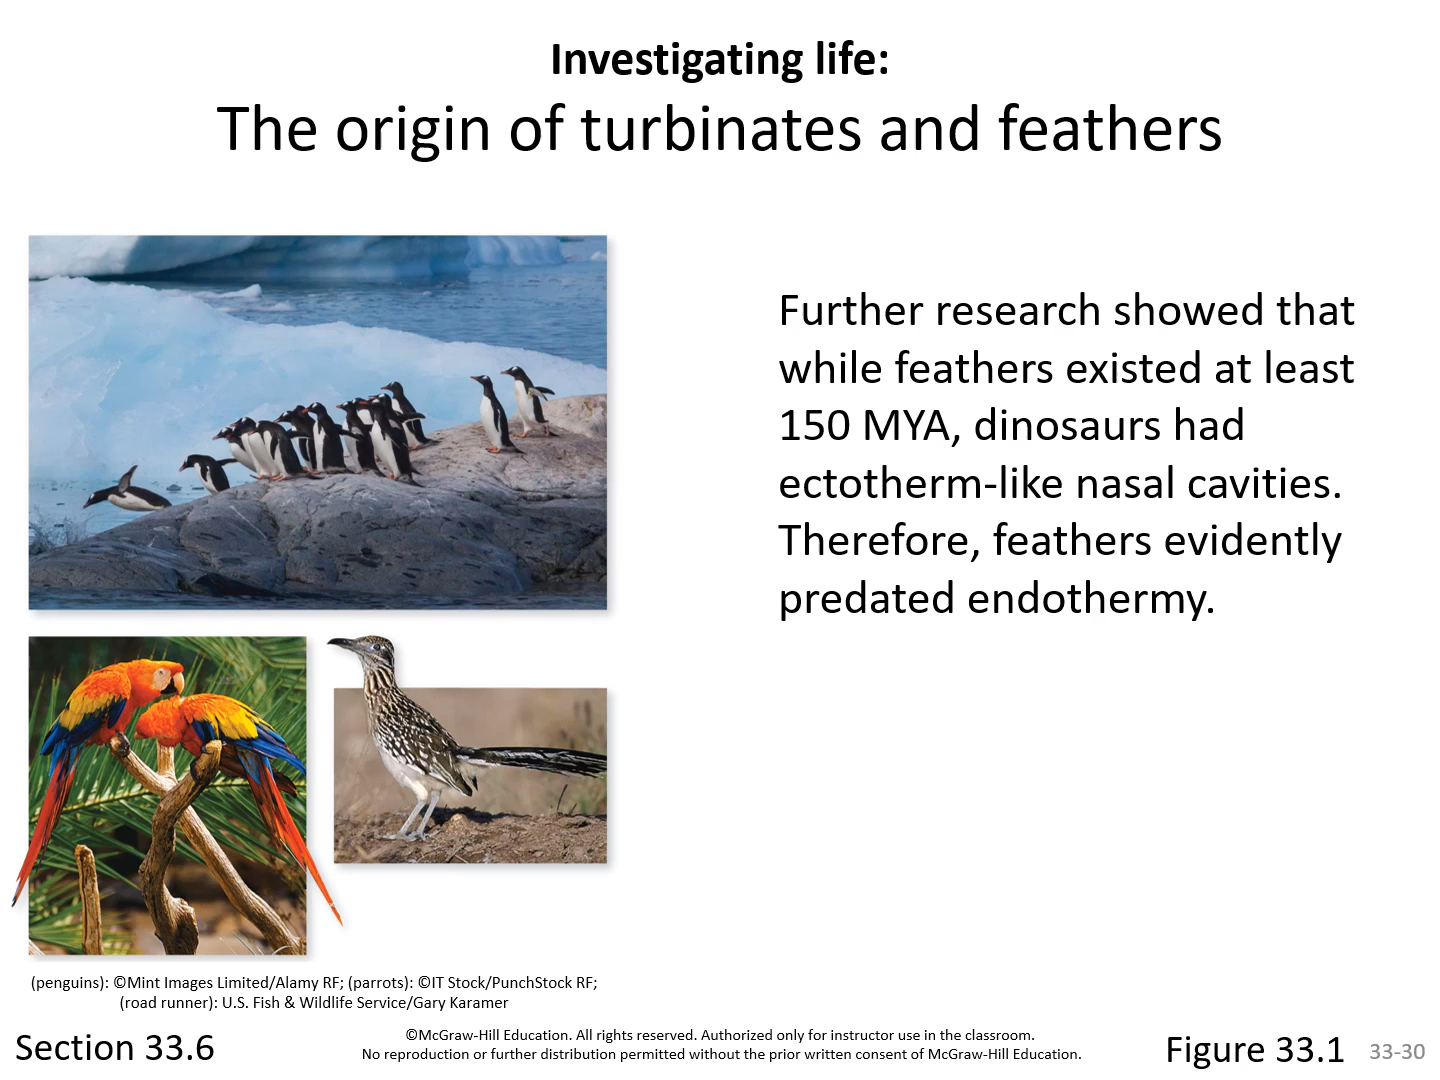 Investigating life:
The origin of turbinates and feathers
Further research showed that
while feathers existed at least
150 MYA, dinosaurs had
ectotherm-like nasal cavities.
Therefore, feathers evidently
predated endothermy.
(penguins): ©Mint Images Limited/Alamy RF; (parrots): ©IT Stock/PunchStock RF;
(road runner): U.S. Fish & Wildlife Service/Gary Karamer
Section 33.6
©McGraw-Hill Education. All rights reserved. Authorized only for instructor use in the classroom.
No reproduction or further distribution permitted without the prior written consent of McGraw-Hill Education.
Figure 33.1
33-30